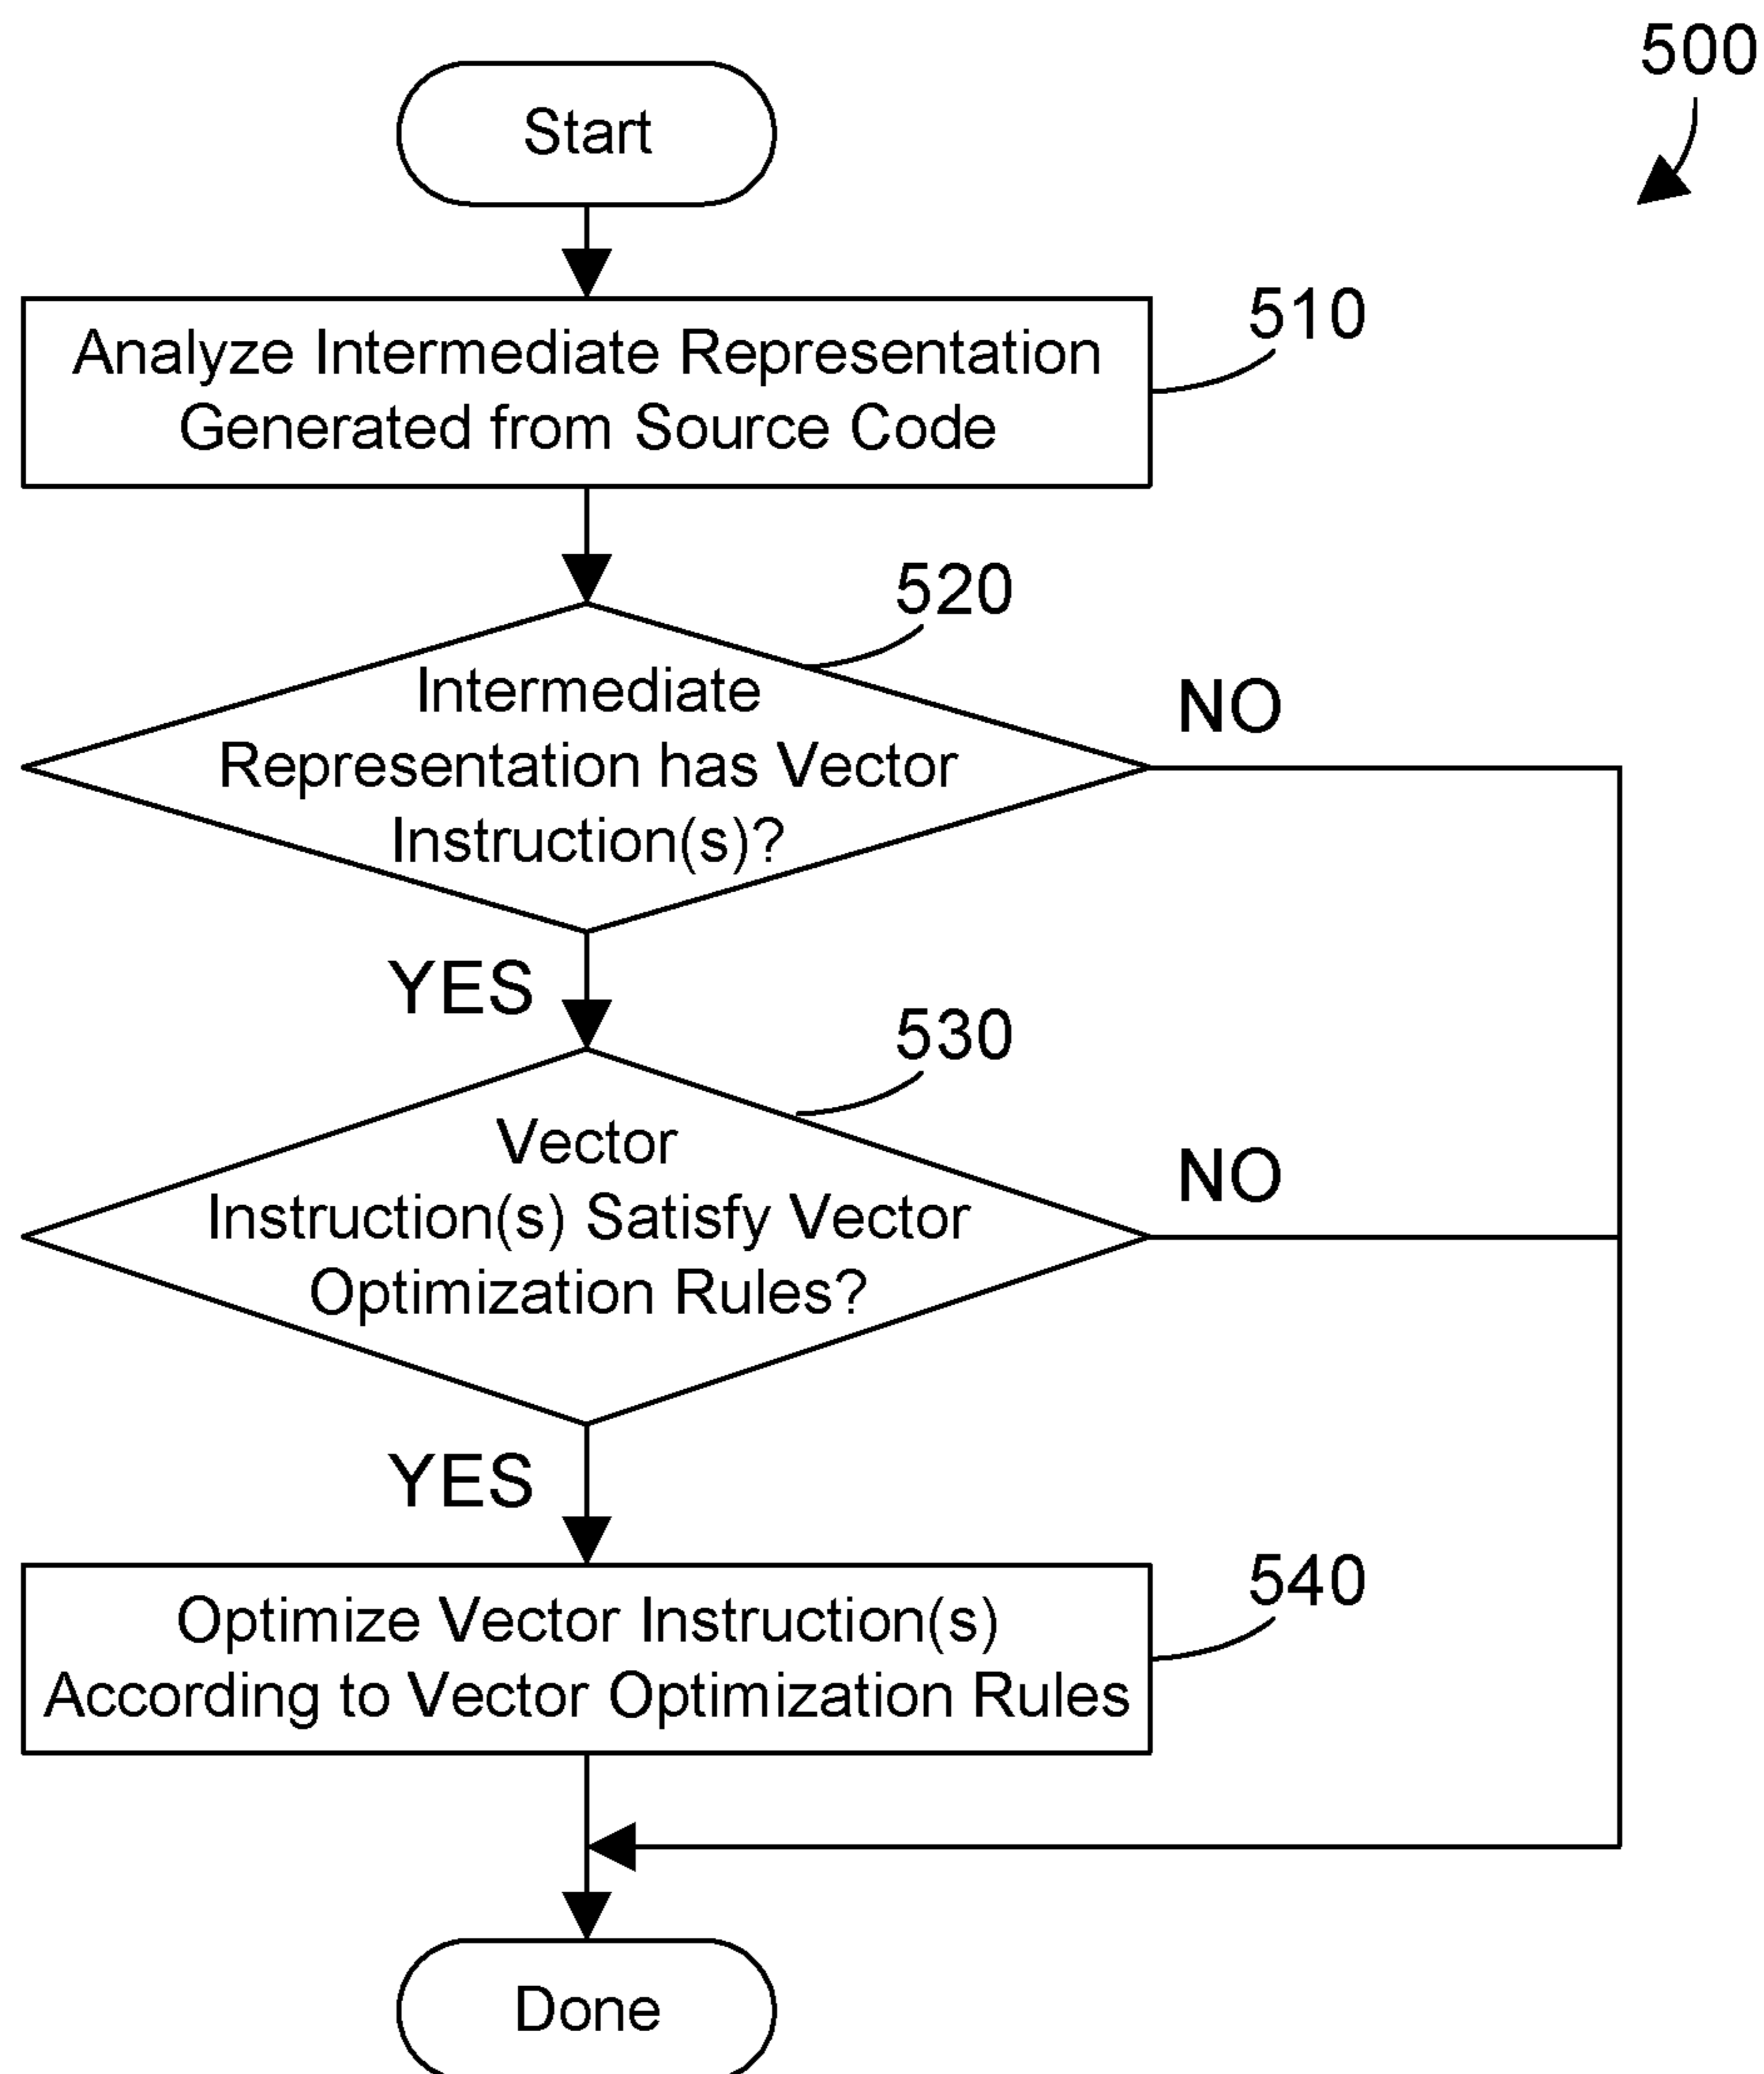 500
Start
510
Analyze Intermediate Representation
Generated from Source Code
520
Intermediate
Representation has Vector
Instruction(s)?
NO
YES
530
Vector
Instruction(s) Satisfy Vector
Optimization Rules?
NO
YES
540
Optimize Vector Instruction(s)
According to Vector Optimization Rules
Done